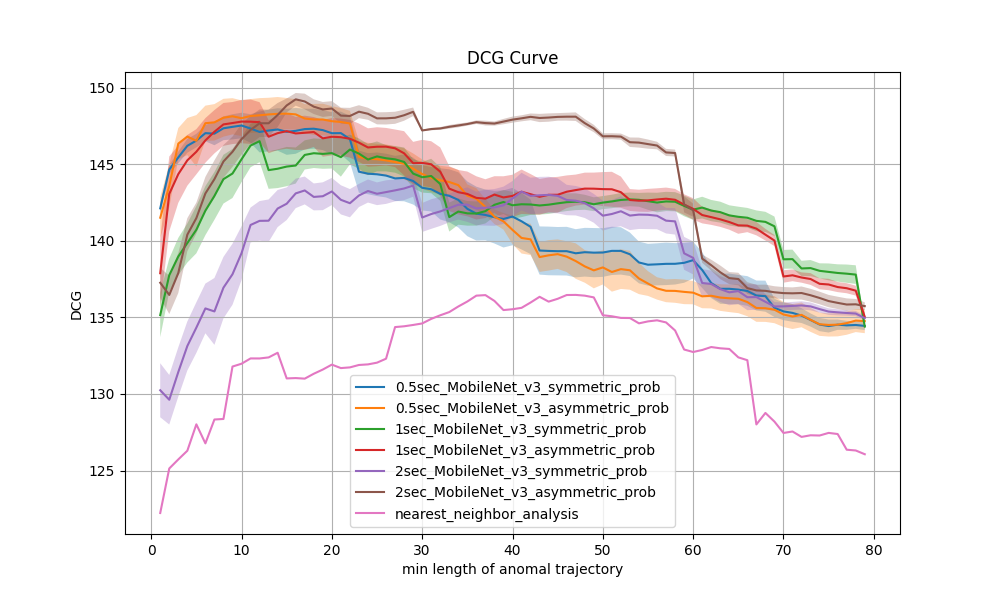 DCG Curve
150
145
140
135
130
125
DCG
0.5sec_MobileNet_v3_symmetric_prob
0.5sec_MobileNet_v3_asymmetric_prob
1sec_MobileNet_v3_symmetric_prob
1sec_MobileNet_v3_asymmetric_prob
2sec_MobileNet_v3_symmetric_prob
2sec_MobileNet_v3_asymmetric_prob
nearest_neighbor_analysis
0 10 20 30 40 50 60 70 80
min length of anomal trajectory